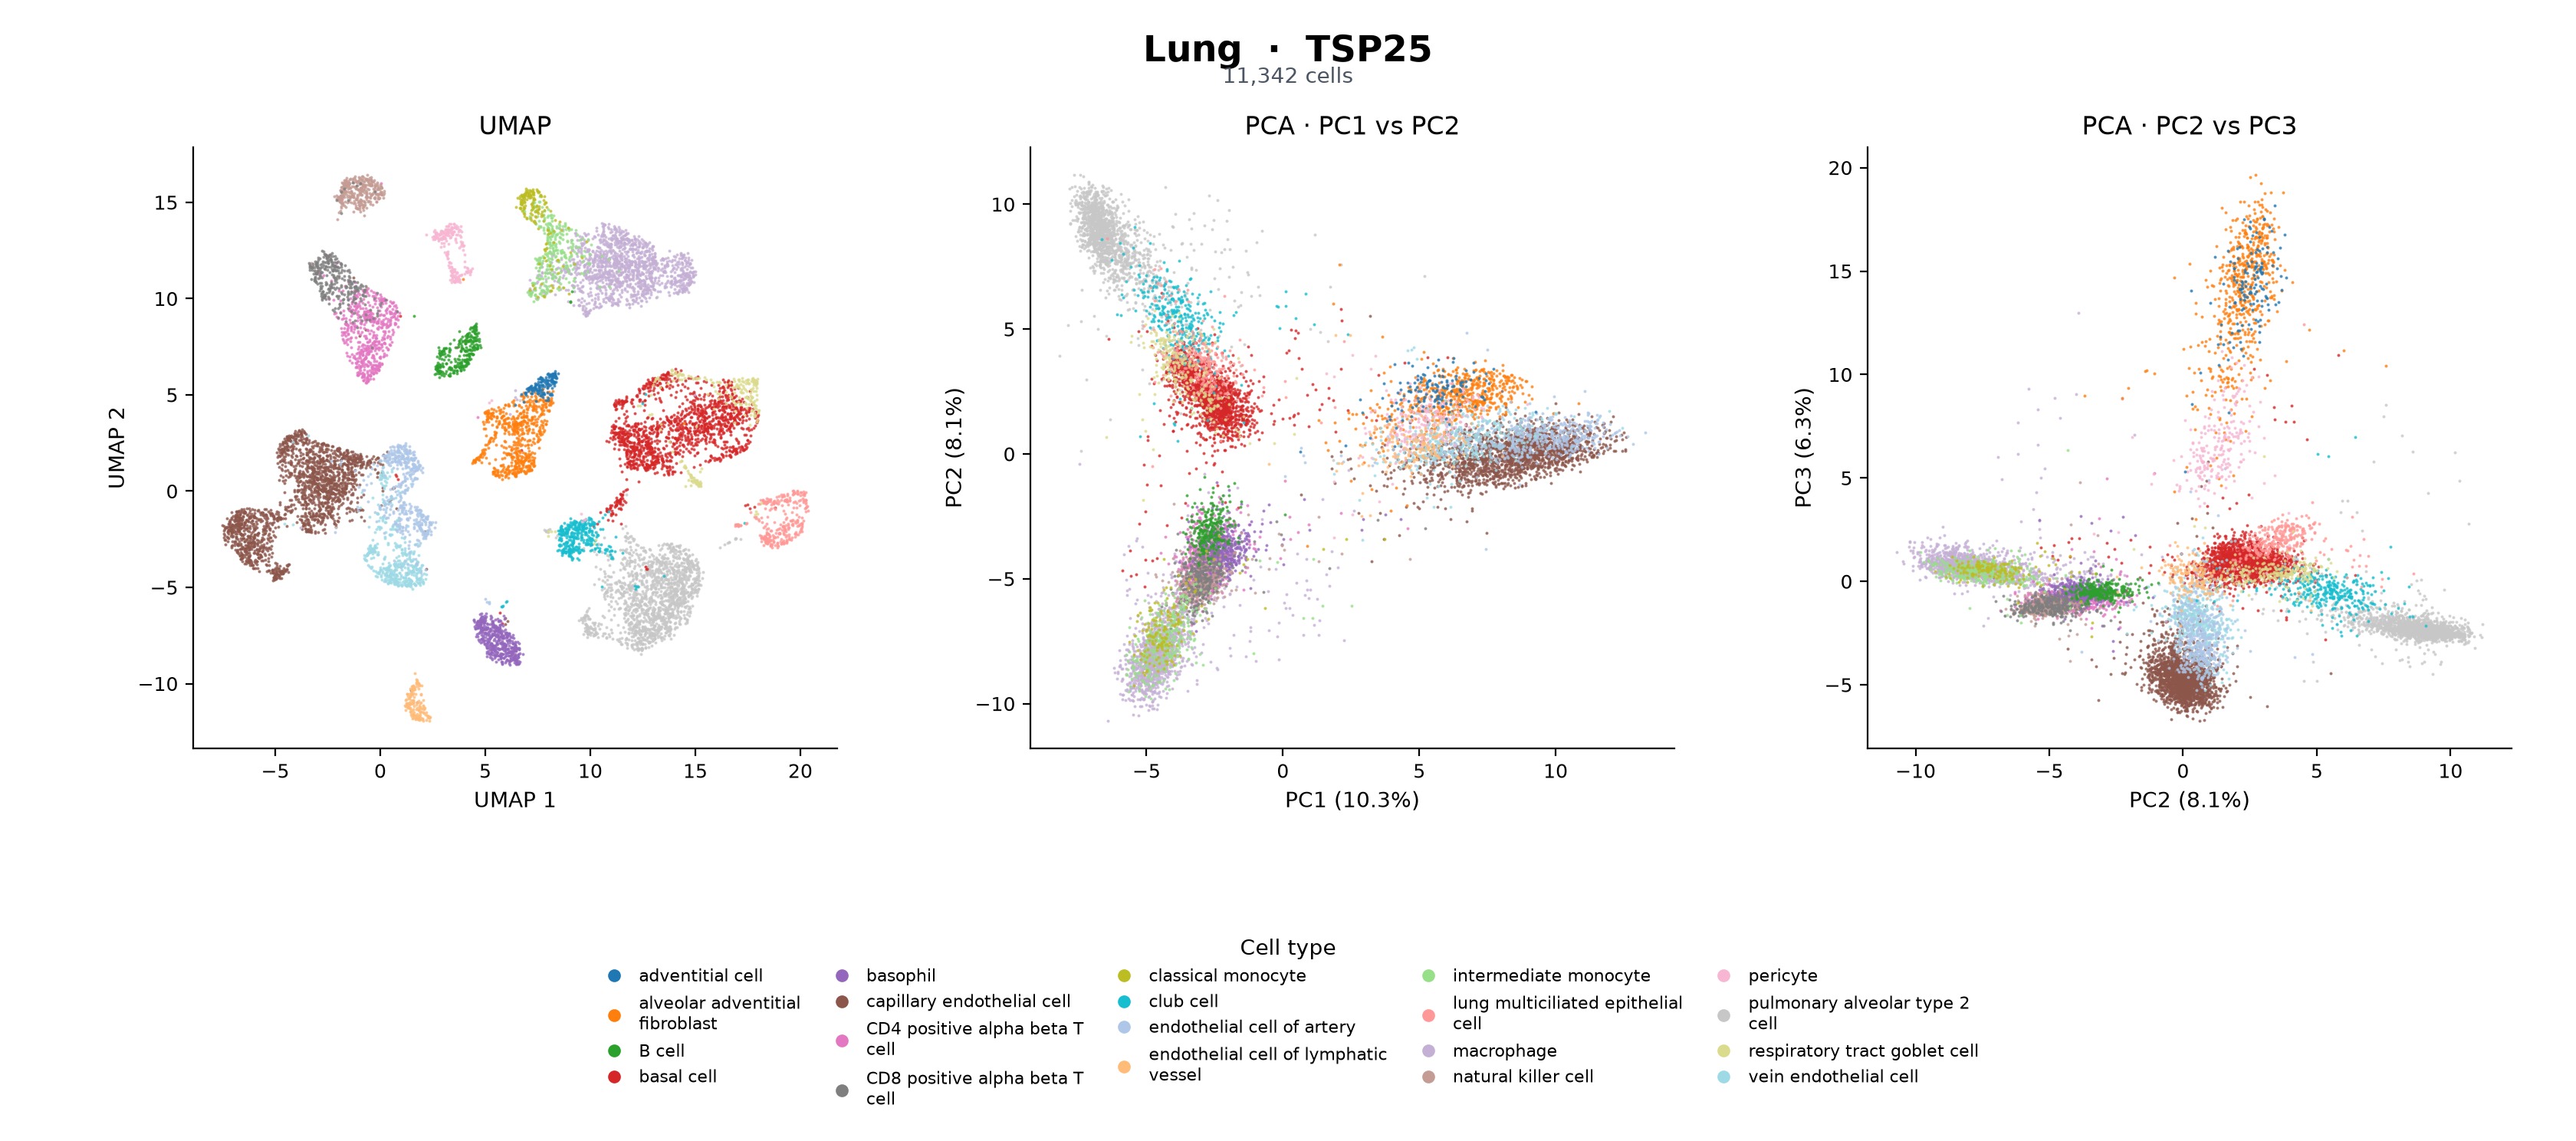 Lung · TSP25
11,342 cells
UMAP
PCA · PC1 vs PC2
PCA · PC2 vs PC3
15
10
5
0
−5
−10
UMAP 2
−5
0
5
10
15
20
UMAP 1
10
5
0
−5
−10
PC2 (8.1%)
−5
0
5
10
PC1 (10.3%)
20
15
10
5
0
−5
PC3 (6.3%)
−10
−5
0
5
10
PC2 (8.1%)
Cell type
adventitial cell
alveolar adventitial
fibroblast
B cell
basal cell
basophil
capillary endothelial cell
CD4 positive alpha beta T
cell
CD8 positive alpha beta T
cell
classical monocyte
club cell
endothelial cell of artery
endothelial cell of lymphatic
vessel
intermediate monocyte
lung multiciliated epithelial
cell
macrophage
natural killer cell
pericyte
pulmonary alveolar type 2
cell
respiratory tract goblet cell
vein endothelial cell